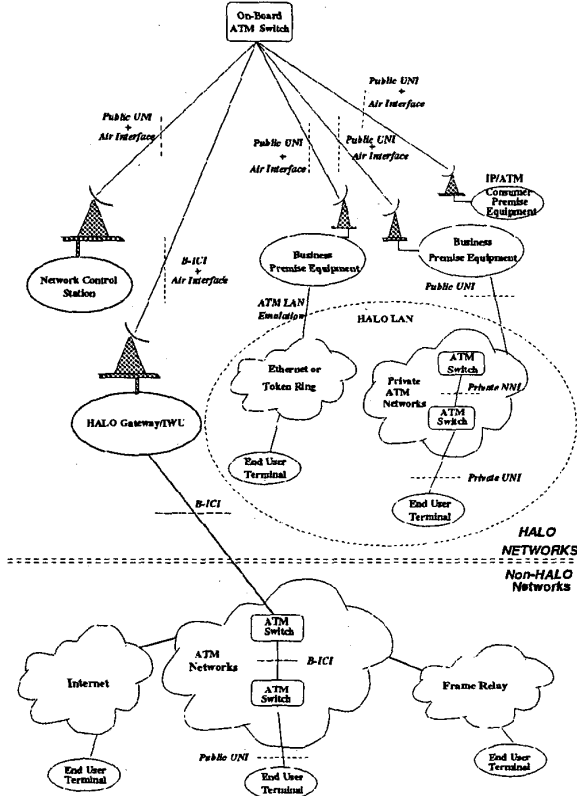 On-Board
ATM Switch
Public UNI
+
Air Interface
Public UNI
+
Air Interface
Public UNI
+
Air Interface
Public UNI
+
Air Interface
IP/ATM
Consumer
Premise
Equipment
B-ICI
+
Air Interface
Network Control
Station
Business
Premise Equipment
Business
Premise Equipment
Public UNI
ATM LAN
Emulation
HALO LAN
Ethernet or
Token Ring
Private
ATM
Networks
ATM
Switch
Private NNI
ATM
Switch
HALO Gateway/IWU
End User
Terminal
Private UNI
End User
Terminal
B-ICI
HALO
NETWORKS
Non-HALO
Networks
ATM
Switch
ATM
Networks
B-ICI
ATM
Switch
Internet
Frame Relay
Public UNI
End User
Terminal
End User
Terminal
End User
Terminal